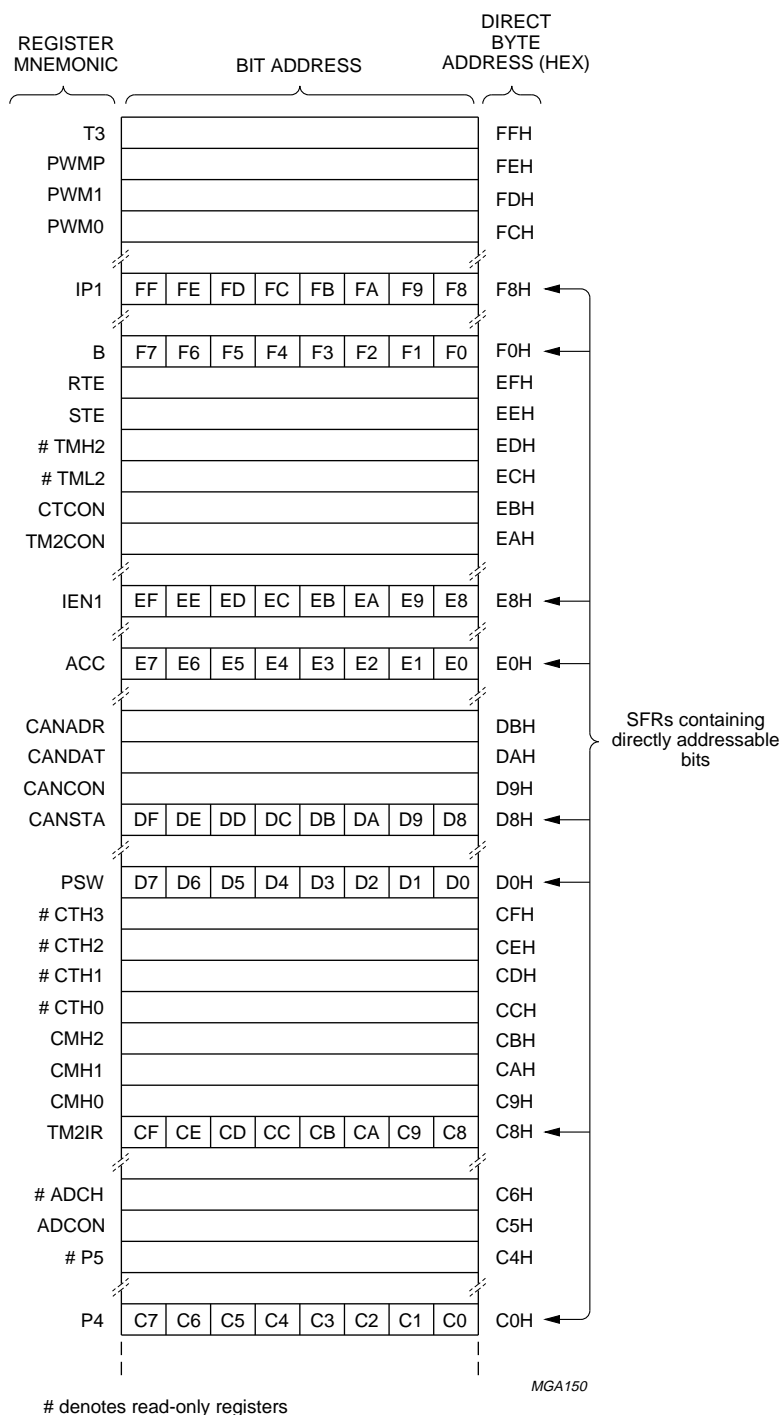 REGISTER
MNEMONIC
BIT ADDRESS
DIRECT
BYTE
ADDRESS (HEX)
T3 FFH
PWMP FEH
PWM1 FDH
PWM0 FCH
IP1 FF FE FD FC FB FA F9 F8 F8H
B F7 F6 F5 F4 F3 F2 F1 F0 F0H
RTE EFH
STE EEH
# TMH2 EDH
# TML2 ECH
CTCON EBH
TM2CON EAH
IEN1 EF EE ED EC EB EA E9 E8 E8H
ACC E7 E6 E5 E4 E3 E2 E1 E0 E0H
CANADR DBH
CANDAT DAH
CANCON D9H
CANSTA DF DE DD DC DB DA D9 D8 D8H
SFRs containing
directly addressable
bits
PSW D7 D6 D5 D4 D3 D2 D1 D0 D0H
# CTH3 CFH
# CTH2 CEH
# CTH1 CDH
# CTH0 CCH
CMH2 CBH
CMH1 CAH
CMH0 C9H
TM2IR CF CE CD CC CB CA C9 C8 C8H
# ADCH C6H
ADCON C5H
# P5 C4H
P4 C7 C6 C5 C4 C3 C2 C1 C0 C0H
MGA150
# denotes read-only registers